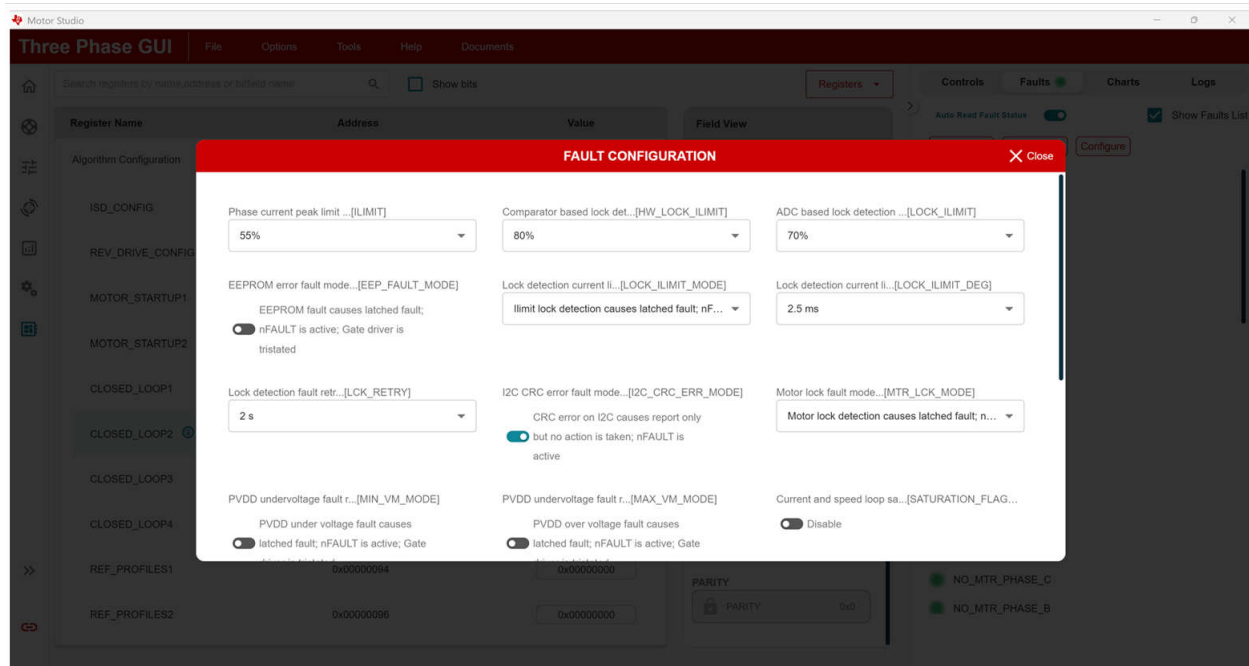 Motor Studio
Three Phase GUI File Options Tools Help Documents
Search registers by name,address or bitfield name Show bits Registers Controls Faults Charts Logs
Auto Read Fault Status Show Faults List
Register Name Address Value Field View
Configure
Algorithm Configuration
FAULT CONFIGURATION Close
ISD_CONFIG
REV_DRIVE_CONFIG
MOTOR_STARTUP1
MOTOR_STARTUP2
CLOSED_LOOP1
CLOSED_LOOP2
CLOSED_LOOP3
CLOSED_LOOP4
Phase current peak limit ...[ILIMIT] Comparator based lock det...[HW_LOCK_ILIMIT] ADC based lock detection ...[LOCK_ILIMIT]
55% 80% 70%
EEPROM error fault mode...[EEP_FAULT_MODE] Lock detection current li...[LOCK_ILIMIT_MODE] Lock detection current li...[LOCK_ILIMIT_DEG]
EEPROM fault causes latched fault;
nFAULT is active; Gate driver is
tristated
Ilimit lock detection causes latched fault; nF... 2.5 ms
Lock detection fault retr...[LCK_RETRY] I2C CRC error fault mode...[I2C_CRC_ERR_MODE] Motor lock fault mode...[MTR_LCK_MODE]
2 s
CRC error on I2C causes report only
but no action is taken; nFAULT is
active
Motor lock detection causes latched fault; n...
PVDD undervoltage fault r...[MIN_VM_MODE] PVDD undervoltage fault r...[MAX_VM_MODE] Current and speed loop sa...[SATURATION_FLAG...
PVDD under voltage fault causes
latched fault; nFAULT is active; Gate
PVDD over voltage fault causes
latched fault; nFAULT is active; Gate
Disable
REF_PROFILES1 0x00000094 0x00000000
REF_PROFILES2 0x00000096 0x00000000
PARITY
PARITY 0x0
NO_MTR_PHASE_C
NO_MTR_PHASE_B